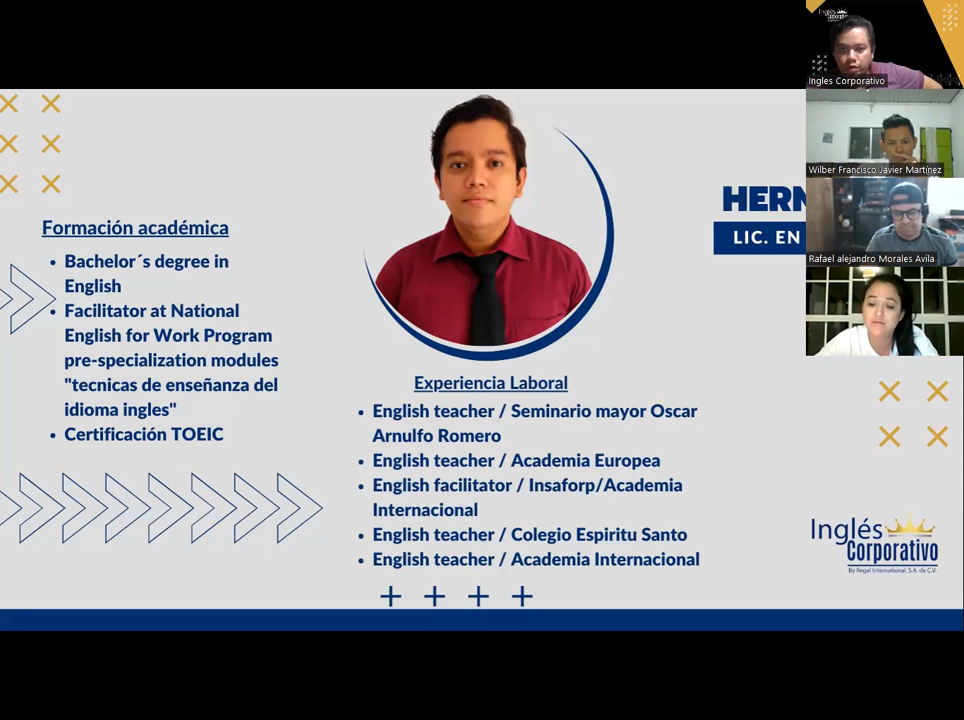 Inglés
Corporativo
Ingles Corporativo
Wilber Francisco Javier Martínez
Rafael alejandro Morales Avila
HERN
LIC. EN
Formación académica
• Bachelor´s degree in
English
• Facilitator at National
English for Work Program
pre-specialization modules
"tecnicas de enseñanza del
idioma ingles"
• Certificación TOEIC
Experiencia Laboral
• English teacher / Seminario mayor Oscar
Arnulfo Romero
• English teacher / Academia Europea
• English facilitator / Insaforp/Academia
Internacional
• English teacher / Colegio Espiritu Santo
• English teacher / Academia Internacional
Inglés
Corporativo
By Regal International, S.A. de C.V.